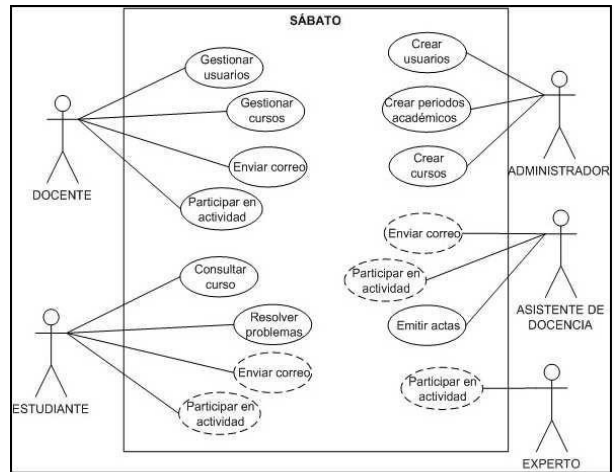 SÁBATO
Gestionar
usuarios
Gestionar
cursos
Enviar correo
Participar en
actividad
DOCENTE
Consultar
curso
Resolver
problemas
Enviar correo
Participar en
actividad
ESTUDIANTE
Crear
usuarios
Crear periodos
académicos
Crear
cursos
ADMINISTRADOR
Enviar correo
Participar en
actividad
Emitir actas
ASISTENTE DE
DOCENCIA
Participar en
actividad
EXPERTO